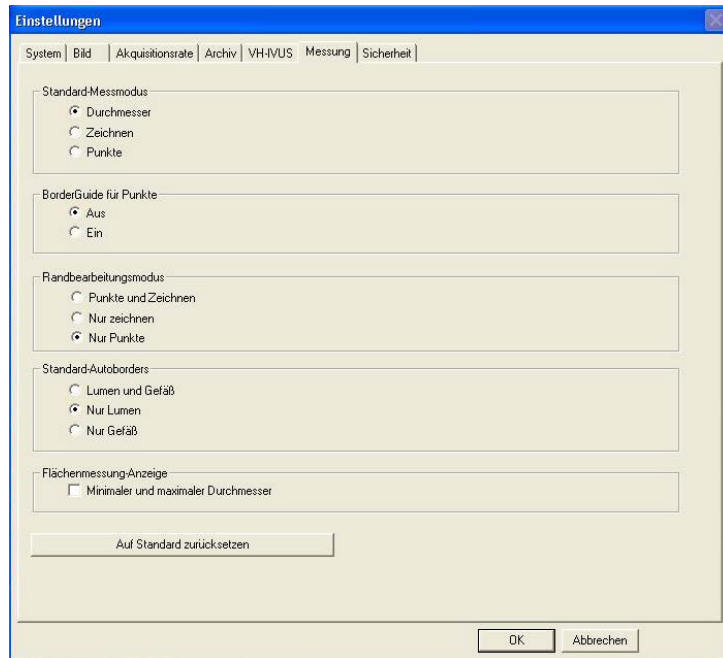 Einstellungen
System Bild Akquisitionsrate Archiv VH-IVUS Messung Sicherheit
Standard-Messmodus
Durchmesser
Zeichnen
Punkte
BorderGuide für Punkte
Aus
Ein
Randbearbeitungsmodus
Punkte und Zeichnen
Nur zeichnen
Nur Punkte
Standard-Autoborders
Lumen und Gefäß
Nur Lumen
Nur Gefäß
Flächenmessung-Anzeige
Minimaler und maximaler Durchmesser
Auf Standard zurücksetzen
OK Abbrechen